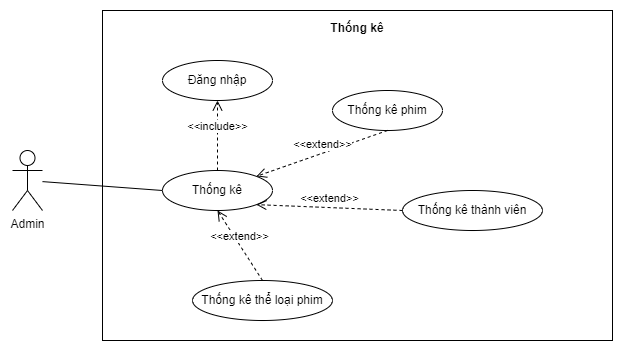 Thống kê
Đăng nhập
<<include>>
Thống kê phim
<<extend>>
Thống kê
<<extend>>
Thống kê thành viên
Admin
<<extend>>
Thống kê thể loại phim